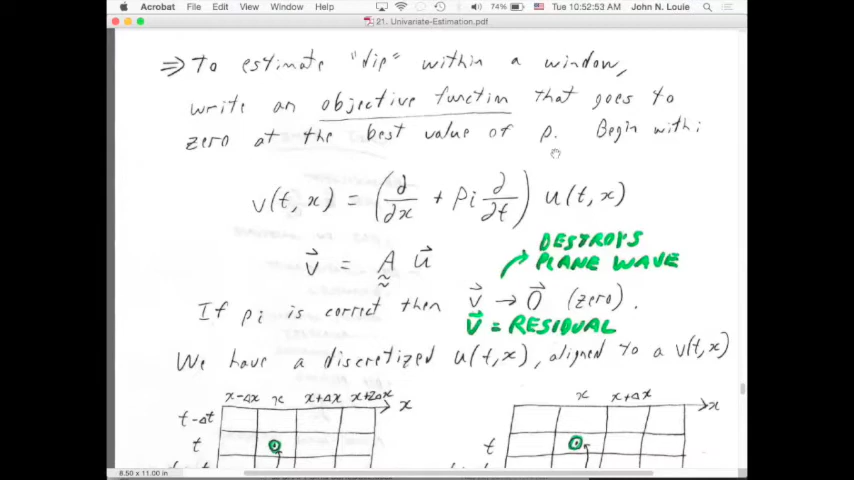 Acrobat File Edit View Window Help 74% U.S. 10:52:53 AM John N. Louie
21. Univariate-Estimation.pdf
⇒ To estimate "dip" within a window,
write an objective function that goes to
zero at the best value of p. Begin with:
v(t, x) = (∂/∂x + pi ∂/∂t) u(t, x)
DESTROYS
PLANE WAVE
v⃗ = A u⃗
If pi is correct then v⃗ → 0⃗ (zero).
v⃗ = RESIDUAL
We have a discretized u(t,x), aligned to a v(t,x)
x-Δx x x+Δx x+2Δx x
x x+Δx x
t-Δt
t
t
8.50 x 11.00 in